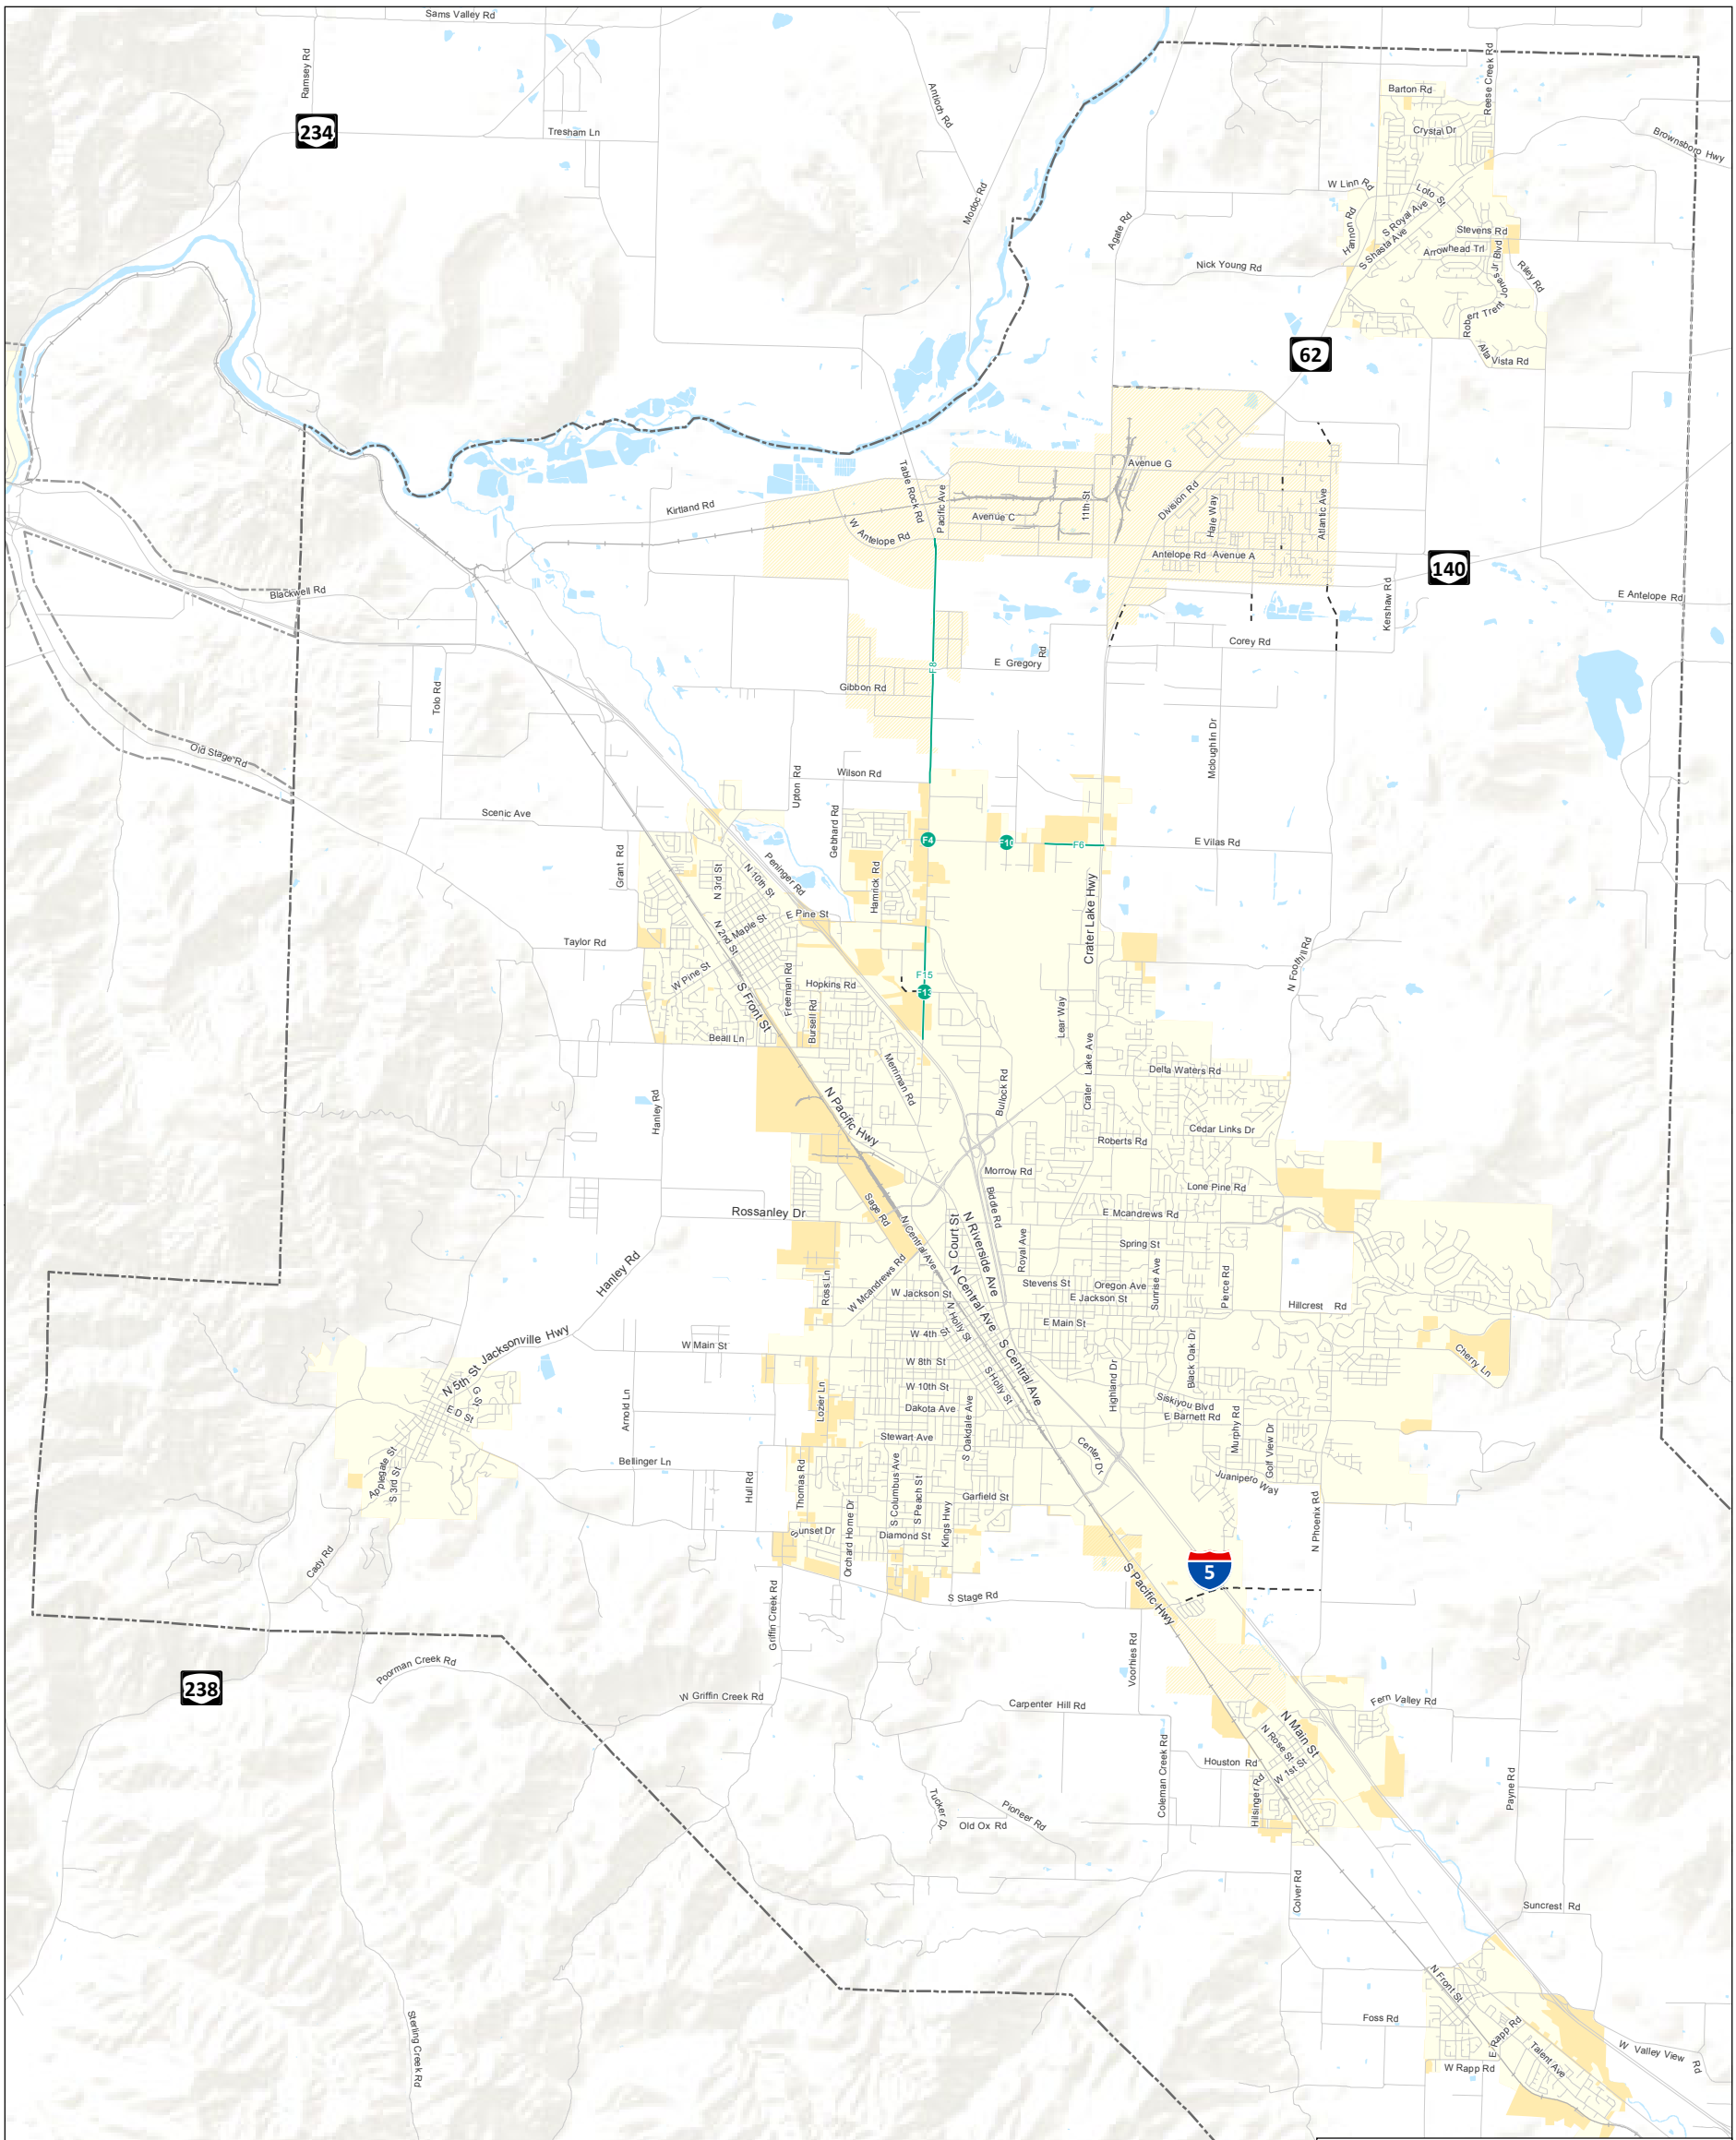 Sams Valley Rd
Ramsey Rd
234
Tresham Ln
Antioch Rd
Modoc Rd
Agate Rd
Barton Rd
Reese Creek Rd
Crystal Dr
Brownsboro Hwy
W Linn Rd
Loto St
Hannon Rd
S Royal Ave
S Shasta Ave
Stevens Rd
Arrowhead Trl
Riley Rd
Robert Trent Jones Jr Blvd
Alta Vista Rd
Nick Young Rd
62
Table Rock Rd
Pacific Ave
Kirtland Rd
W Antelope Rd
Avenue G
Avenue C
11th St
Division Rd
Hale Way
Atlantic Ave
Antelope Rd
Avenue A
140
Kershaw Rd
E Antelope Rd
Blackwell Rd
Corey Rd
E Gregory Rd
F8
Gibbon Rd
Tolo Rd
Old Stage Rd
Mcloughlin Dr
Wilson Rd
Upton Rd
Scenic Ave
Gebhard Rd
F4
F10
F6
E Vilas Rd
Grant Rd
N 3rd St
N 10th St
Peninger Rd
Hamrick Rd
Crater Lake Hwy
Maple St
E Pine St
N 2nd St
Taylor Rd
W Pine St
Freeman Rd
Hopkins Rd
F15
F13
N Foothill Rd
S Front St
Bursell Rd
Beall Ln
Lear Way
Merriman Rd
Bullock Rd
Crater Lake Ave
Delta Waters Rd
Hanley Rd
N Pacific Hwy
Cedar Links Dr
Roberts Rd
Morrow Rd
Lone Pine Rd
Biddle Rd
Sage Rd
Rossanley Dr
N Central Ave
Court St
N Riverside Ave
E Mcandrews Rd
Royal Ave
Spring St
Hanley Rd
Ross Ln
W Mcandrews Rd
N Central Ave
Stevens St
Oregon Ave
Sunrise Ave
Pierce Rd
W Jackson St
E Jackson St
Hillcrest Rd
N Holly St
E Main St
W 4th St
W Main St
Jacksonville Hwy
N 5th St
G St
E D St
W 8th St
S Central Ave
Black Oak Dr
Cherry Ln
W 10th St
S Holly St
Highland Dr
Arnold Ln
Lozier Ln
Dakota Ave
Siskiyou Blvd
E Barnett Rd
Stewart Ave
S Oakdale Ave
Murphy Rd
Golf View Dr
Center Dr
Bellinger Ln
Applegate St
S 3rd St
Hull Rd
Thomas Rd
S Columbus Ave
S Peach St
Juanipero Way
Garfield St
N Phoenix Rd
Orchard Home Dr
Kings Hwy
Sunset Dr
Diamond St
Cady Rd
5
S Pacific Hwy
S Stage Rd
Griffin Creek Rd
Voorhies Rd
238
Poorman Creek Rd
W Griffin Creek Rd
Carpenter Hill Rd
Fern Valley Rd
N Main St
N Rose St
W 1st St
Houston Rd
Coleman Creek Rd
Hilsinger Rd
Payne Rd
Tucker Dr
Pioneer Rd
Old Ox Rd
Colver Rd
Suncrest Rd
N Front St
Sterling Creek Rd
Foss Rd
E Rapp Rd
Talent Ave
W Rapp Rd
W Valley View Rd